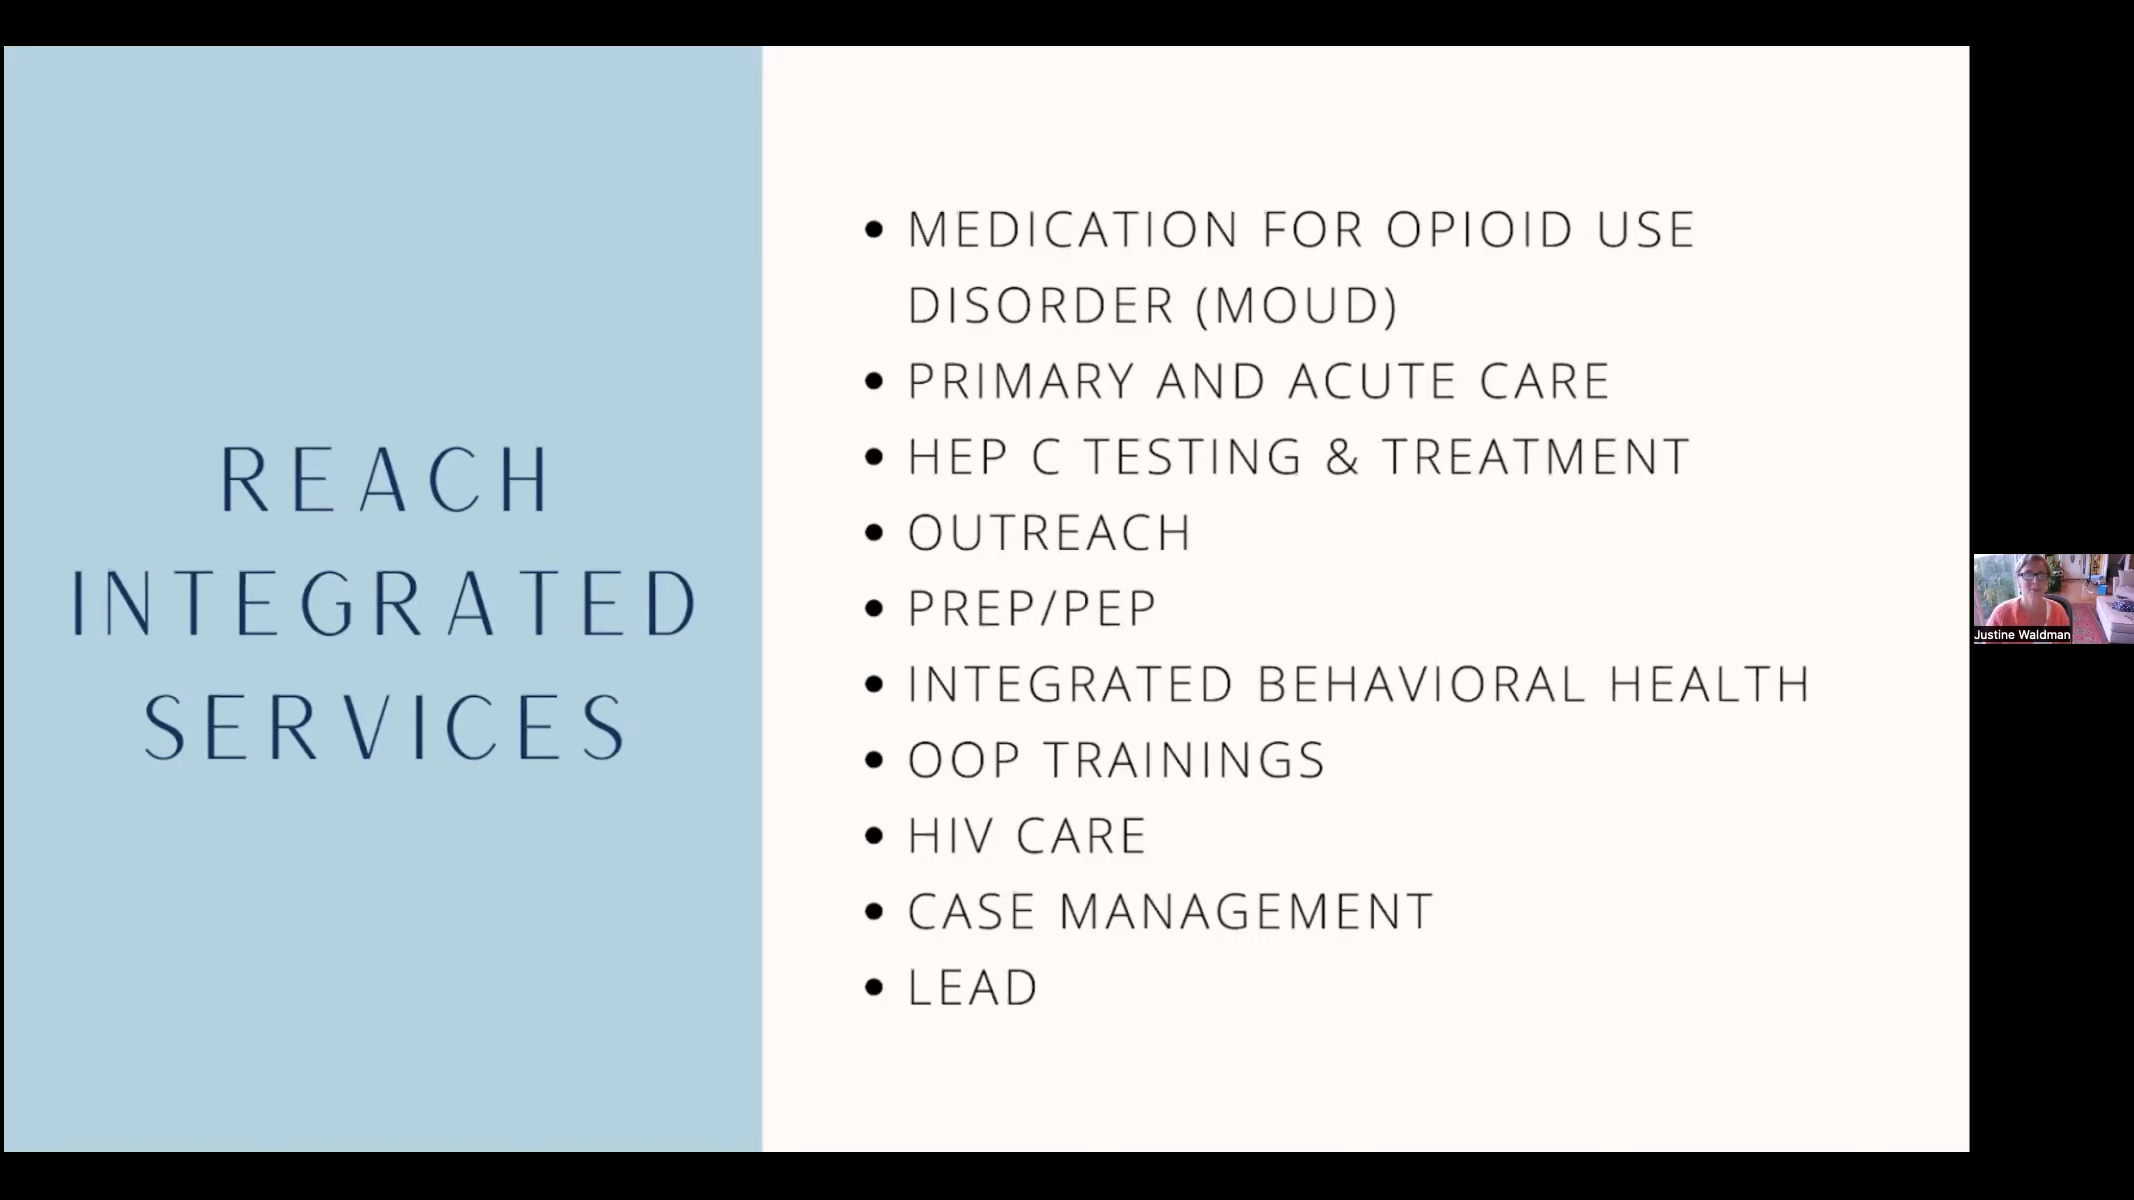 REACH
INTEGRATED
SERVICES
• MEDICATION FOR OPIOID USE
DISORDER (MOUD)
• PRIMARY AND ACUTE CARE
• HEP C TESTING & TREATMENT
• OUTREACH
• PREP/PEP
• INTEGRATED BEHAVIORAL HEALTH
• OOP TRAININGS
• HIV CARE
• CASE MANAGEMENT
• LEAD
Justine Waldman